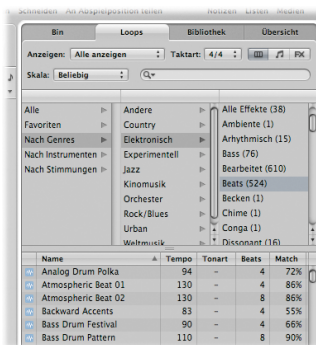 Schneiden An Abspielposition teilen Notizen Listen Medien
Bin Loops Bibliothek Übersicht
Anzeigen: Alle anzeigen Taktart: 4/4 FX
Skala: Beliebig
Alle Andere Alle Effekte (38)
Favoriten Country Ambiente (1)
Nach Genres Elektronisch Arhythmisch (15)
Nach Instrumenten Experimentell Bass (76)
Nach Stimmungen Jazz Bearbeitet (610)
Kinomusik Beats (524)
Orchester Becken (1)
Rock/Blues Chime (1)
Urban Conga (1)
Weltmusik Dissonant (16)
Name Tempo Tonart Beats Match
Analog Drum Polka 94 – 4 72%
Atmospheric Beat 01 130 – 4 86%
Atmospheric Beat 02 130 – 8 86%
Backward Accents 83 – 4 55%
Bass Drum Festival 90 – 4 66%
Bass Drum Pattern 110 – 8 90%